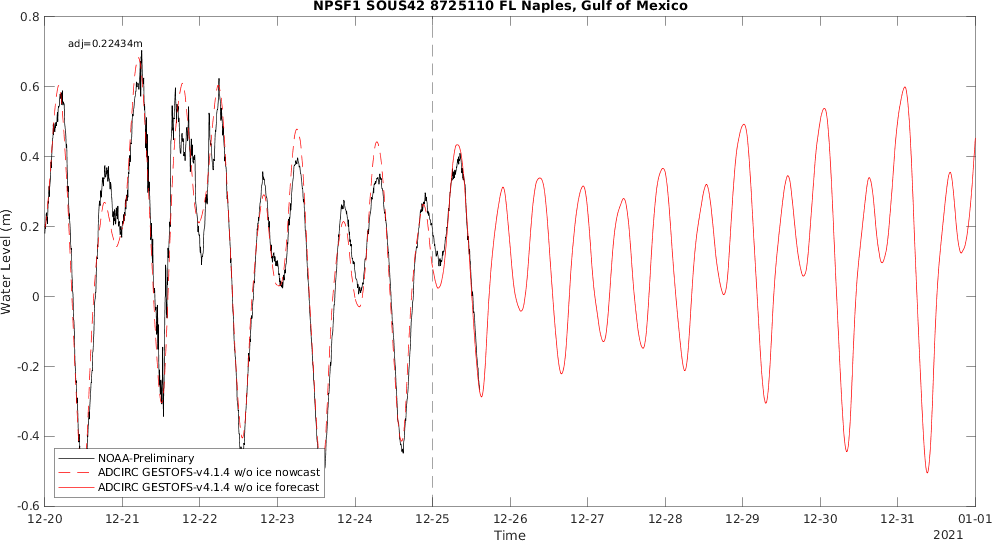 NPSF1 SOUS42 8725110 FL Naples, Gulf of Mexico
adj=0.22434m
Water Level (m)
0.8
0.6
0.4
0.2
0
-0.2
-0.4
-0.6
NOAA-Preliminary
ADCIRC GESTOFS-v4.1.4 w/o ice nowcast
ADCIRC GESTOFS-v4.1.4 w/o ice forecast
12-20 12-21 12-22 12-23 12-24 12-25 12-26 12-27 12-28 12-29 12-30 12-31 01-01
Time
2021